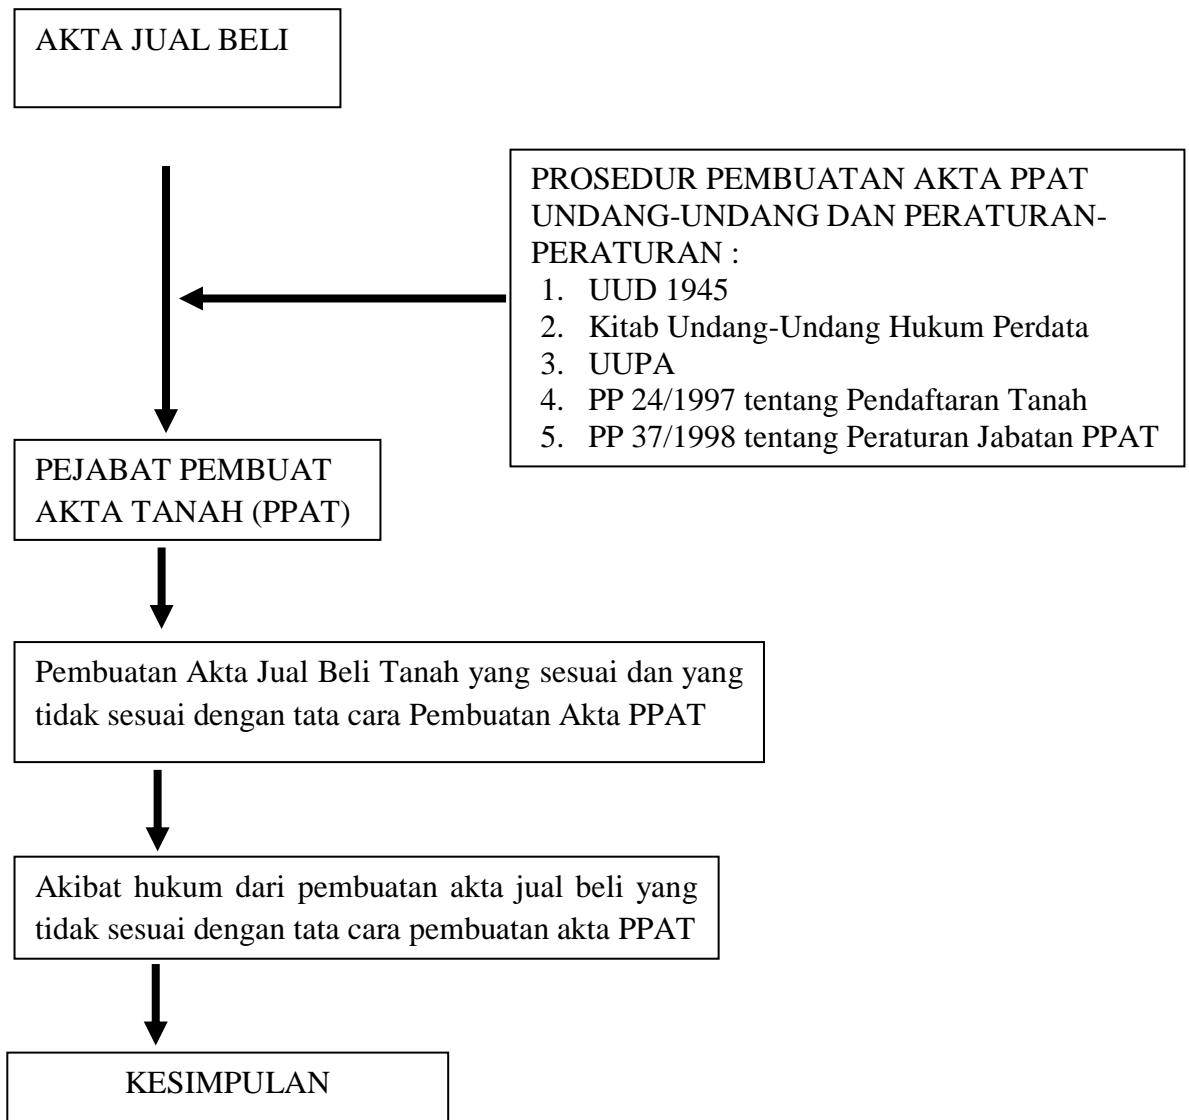 AKTA JUAL BELI
PROSEDUR PEMBUATAN AKTA PPAT
UNDANG-UNDANG DAN PERATURAN-
PERATURAN :
1. UUD 1945
2. Kitab Undang-Undang Hukum Perdata
3. UUPA
4. PP 24/1997 tentang Pendaftaran Tanah
5. PP 37/1998 tentang Peraturan Jabatan PPAT
PEJABAT PEMBUAT
AKTA TANAH (PPAT)
Pembuatan Akta Jual Beli Tanah yang sesuai dan yang
tidak sesuai dengan tata cara Pembuatan Akta PPAT
Akibat hukum dari pembuatan akta jual beli yang
tidak sesuai dengan tata cara pembuatan akta PPAT
KESIMPULAN